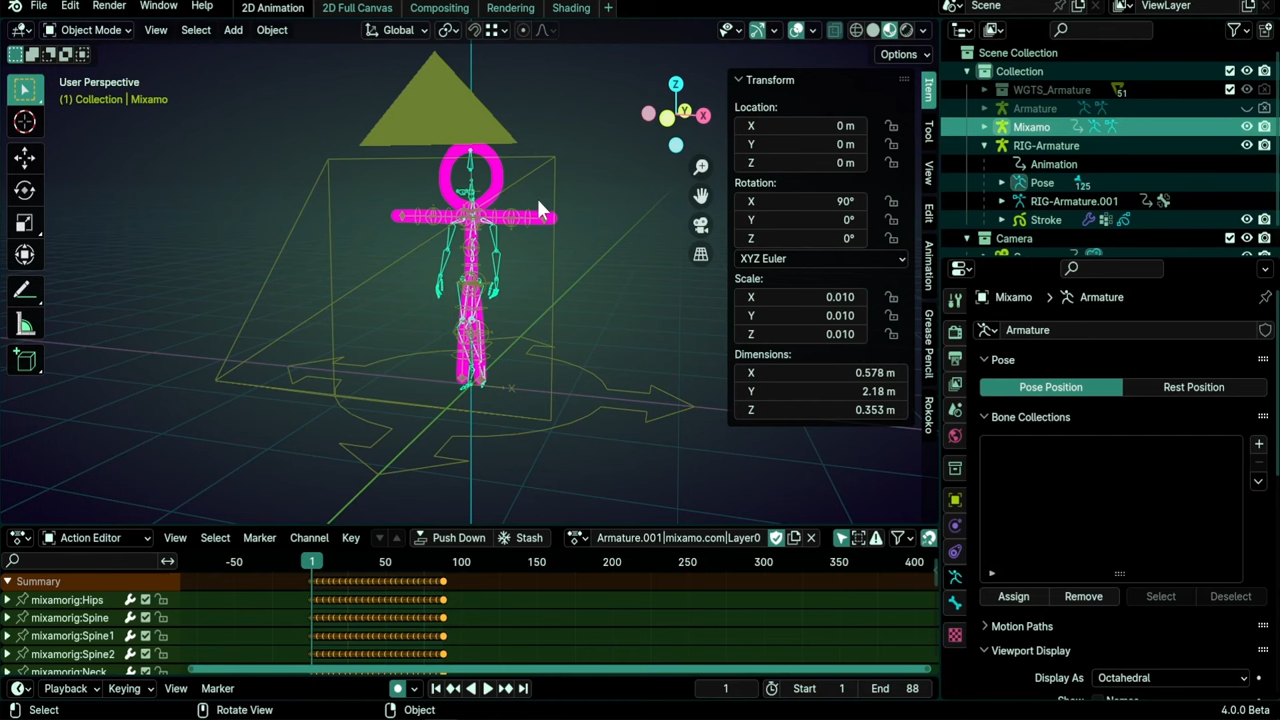 File Edit Render Window Help 2D Animation 2D Full Canvas Compositing Rendering Shading + Scene ViewLayer
Object Mode View Select Add Object Global
Options
User Perspective
(1) Collection | Mixamo
Z
Y
X
Transform
Location:
X 0 m
Y 0 m
Z 0 m
Rotation:
X 90°
Y 0°
Z 0°
XYZ Euler
Scale:
X 0.010
Y 0.010
Z 0.010
Dimensions:
X 0.578 m
Y 2.18 m
Z 0.353 m
Item
Tool
View
Edit
Animation
Grease Pencil
Rokoko
Scene Collection
Collection
WGTS_Armature 51
Armature
Mixamo
RIG-Armature
Animation
Pose 125
RIG-Armature.001
Stroke
Camera
Mixamo > Armature
Armature
Pose
Pose Position Rest Position
Bone Collections
Assign Remove Select Deselect
Motion Paths
Viewport Display
Display As Octahedral
Action Editor View Select Marker Channel Key Push Down Stash Armature.001|mixamo.com|Layer0
-50 1 50 100 150 200 250 300 350 400
Summary
mixamorig:Hips
mixamorig:Spine
mixamorig:Spine1
mixamorig:Spine2
mixamorig:Neck
Playback Keying View Marker 1 Start 1 End 88
Select Rotate View Object 4.0.0 Beta